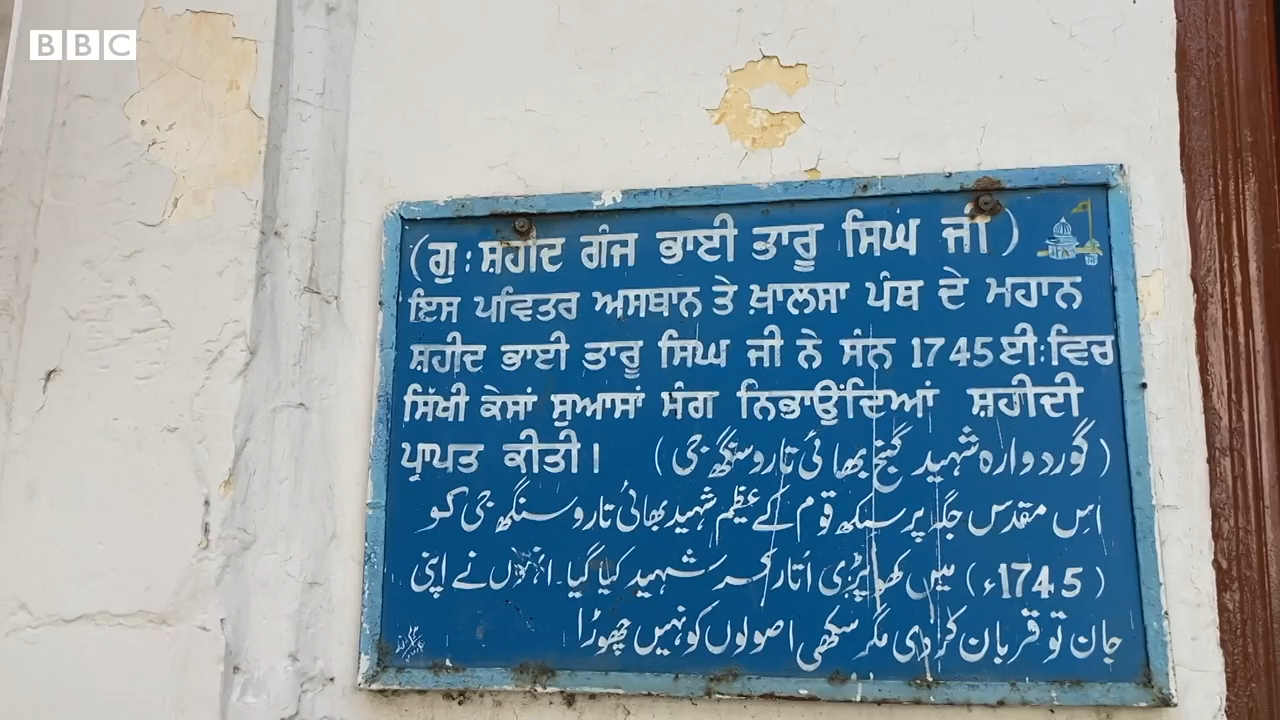 BBC
(ਗੁ: ਸ਼ਹੀਦ ਗੰਜ ਭਾਈ ਤਾਰੂ ਸਿੰਘ ਜੀ)
ਇਸ ਪਵਿਤਰ ਅਸਥਾਨ ਤੇ ਖ਼ਾਲਸਾ ਪੰਥ ਦੇ ਮਹਾਨ
ਸ਼ਹੀਦ ਭਾਈ ਤਾਰੂ ਸਿੰਘ ਜੀ ਨੇ ਸੰਨ 1745 ਈ: ਵਿਚ
ਸਿੱਖੀ ਕੇਸਾਂ ਸੁਆਸਾਂ ਸੰਗ ਨਿਭਾਉਂਦਿਆਂ ਸ਼ਹੀਦੀ
ਪ੍ਰਾਪਤ ਕੀਤੀ।
(گوردوارہ شہید گنج بھائی تارو سنگھ جی)
اس مقدس جگہ پر سکھ قوم کے عظیم شہید بھائی تارو سنگھ جی کو
(1745ء) میں کھوپڑی اُتار کر شہید کیا گیا۔ انہوں نے اپنی
جان تو قربان کر دی مگر سکھی اصولوں کو نہیں چھوڑا